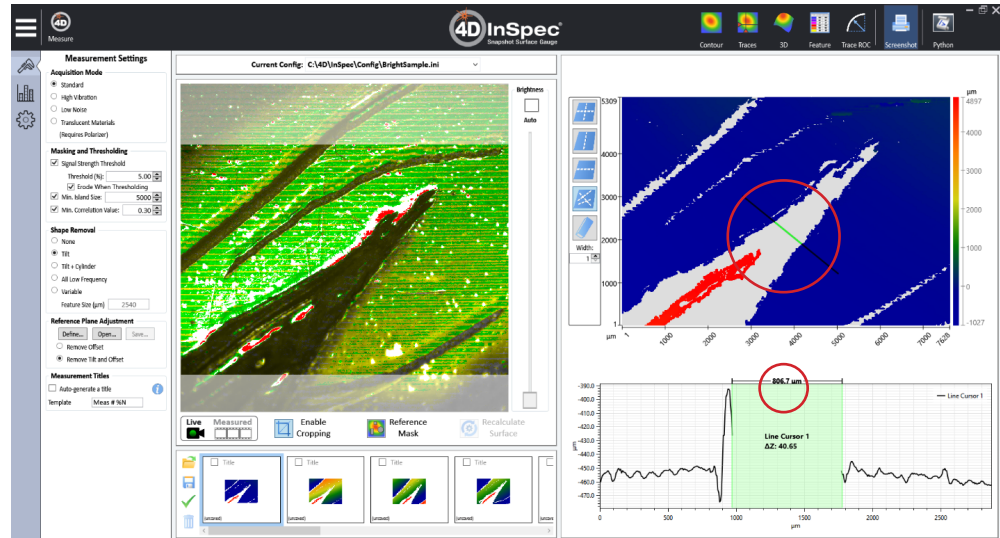 4D
Measure
4D InSpec
Snapshot Surface Gauge
Contour
Traces
3D
Feature
Trace ROC
Screenshot
Python
Measurement Settings
Acquisition Mode
Standard
High Vibration
Low Noise
Translucent Materials
(Requires Polarizer)
Masking and Thresholding
Signal Strength Threshold
Threshold (%): 5.00
Erode When Thresholding
Min. Island Size: 5000
Min. Correlation Value: 0.30
Shape Removal
None
Tilt
Tilt + Cylinder
All Low Frequency
Variable
Feature Size (µm) 2540
Reference Plane Adjustment
Define... Open... Save...
Remove Offset
Remove Tilt and Offset
Measurement Titles
Auto-generate a title
Template Meas # %N
Current Config: C:\4D\InSpec\Config\BrightSample.ini
Brightness
Auto
Live Measured
Enable Cropping
Reference Mask
Recalculate Surface
Title
(unsaved)
Title
(unsaved)
Title
(unsaved)
Title
(unsaved)
Width:
1
5309
4000
3000
2000
1000
1
µm
1 1000 2000 3000 4000 5000 6000 7000 7628
µm
4897
4000
3000
2000
1000
0
-1027
806.7 µm
Line Cursor 1
Line Cursor 1
ΔZ: 40.65
-390.0
-400.0
-410.0
-420.0
-430.0
-440.0
-450.0
-460.0
-470.0
µm
0 500 1000 1500 2000 2500
µm